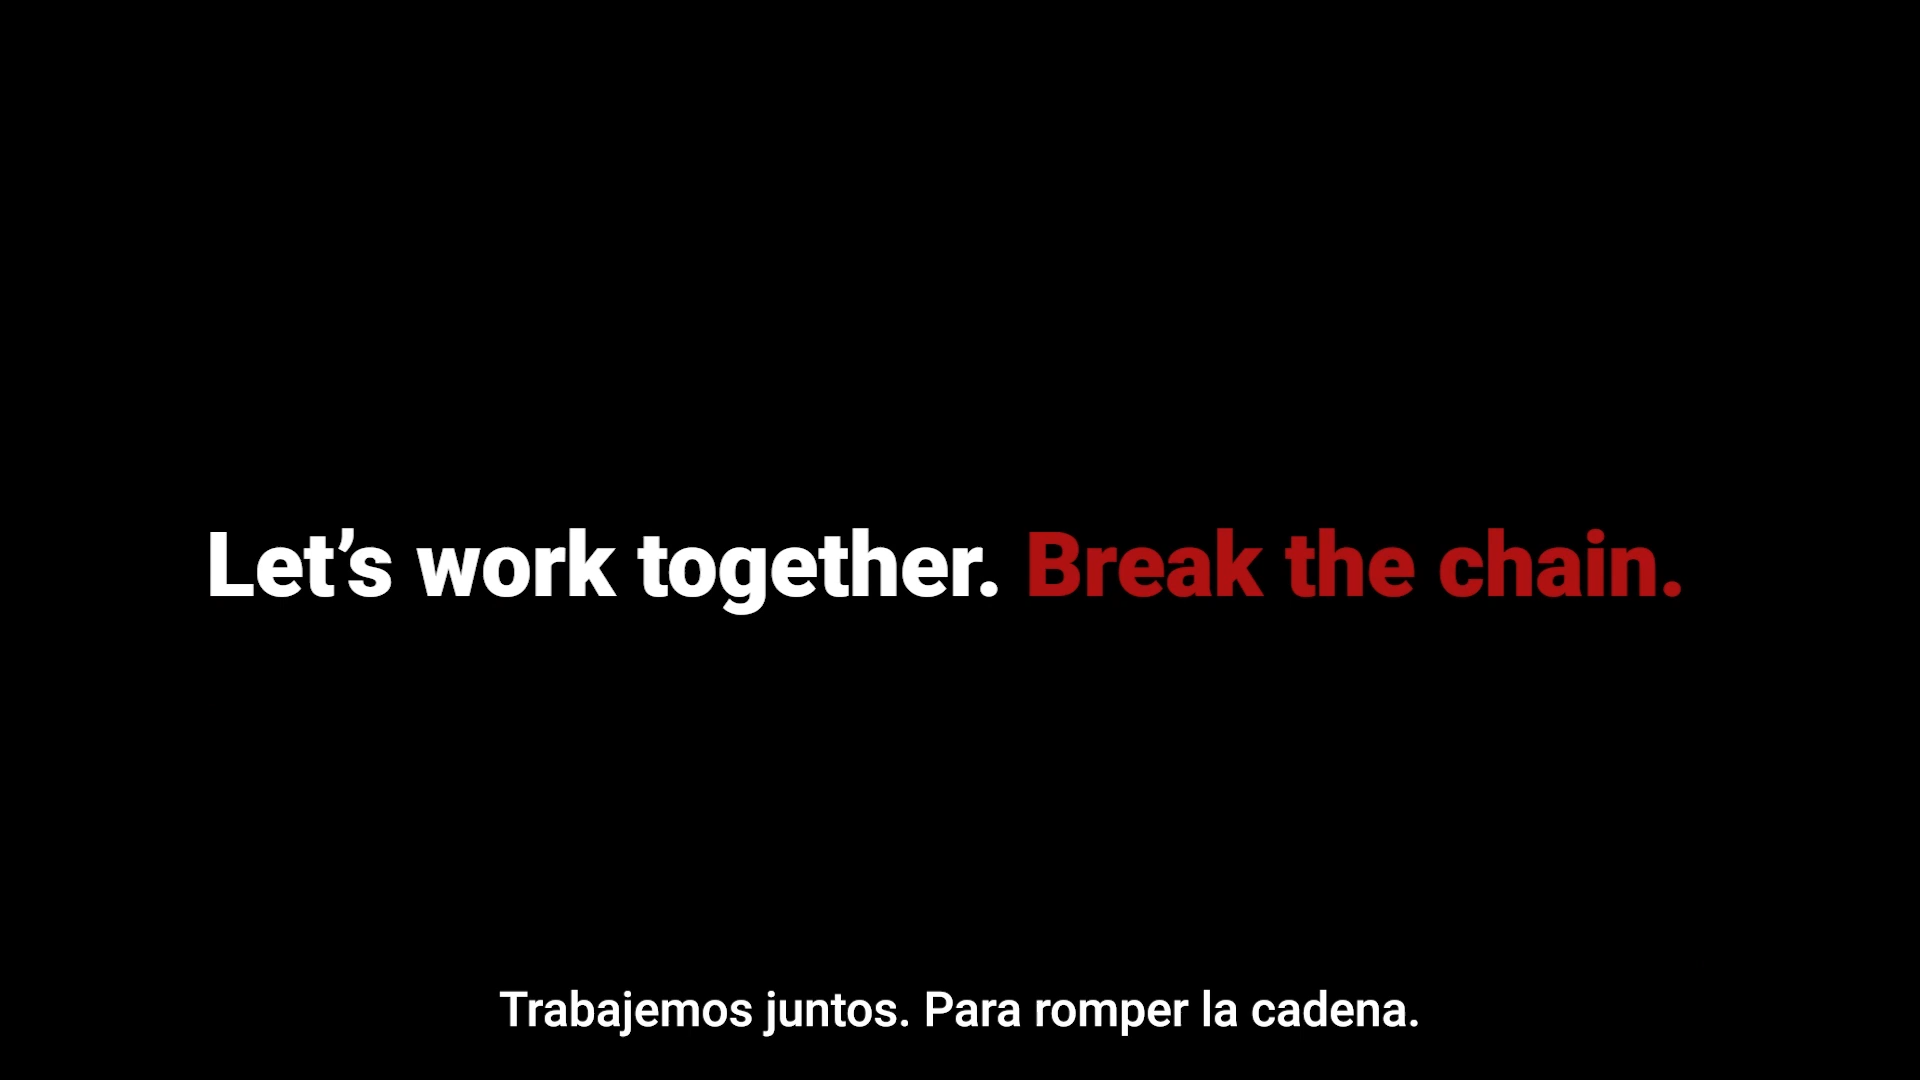 Let’s work together. Break the chain.
Trabajemos juntos. Para romper la cadena.